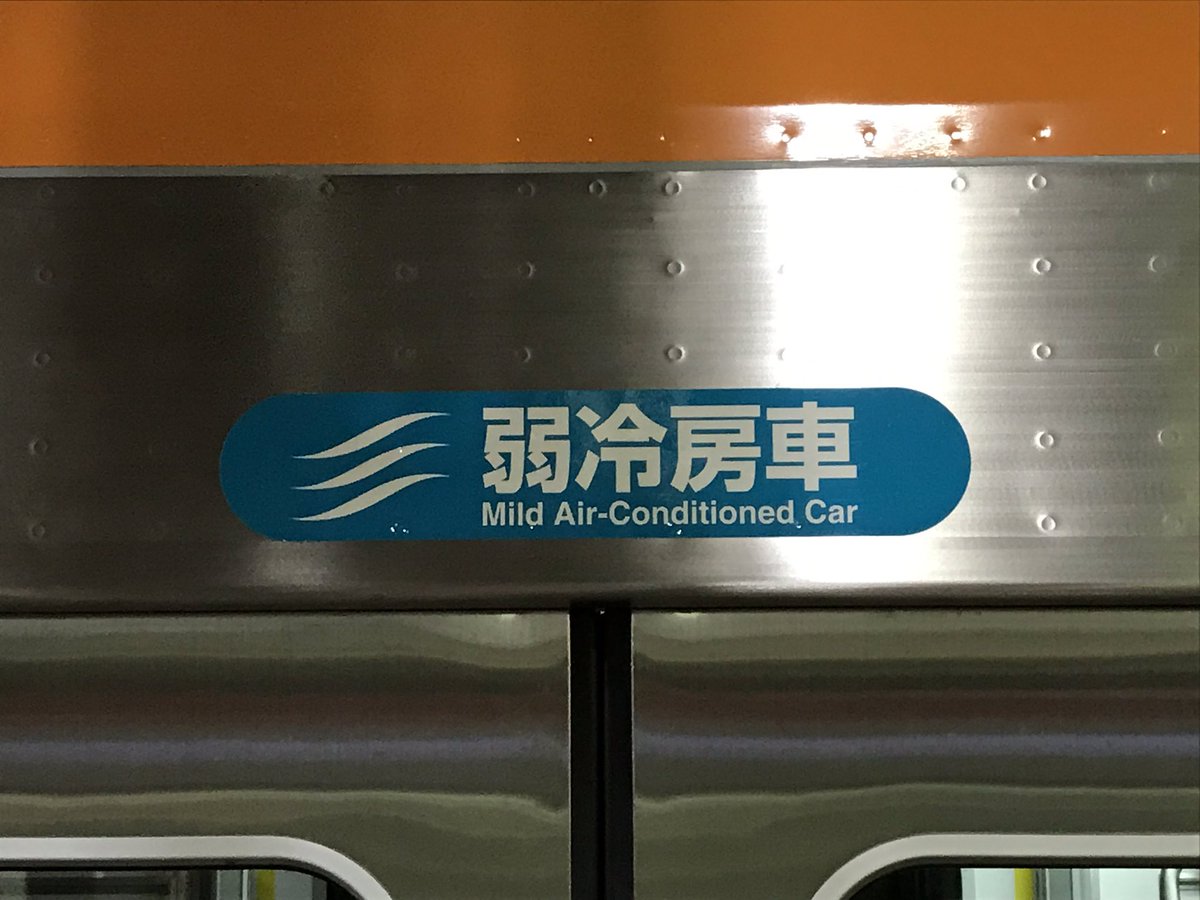 弱冷房車
Mild Air-Conditioned Car